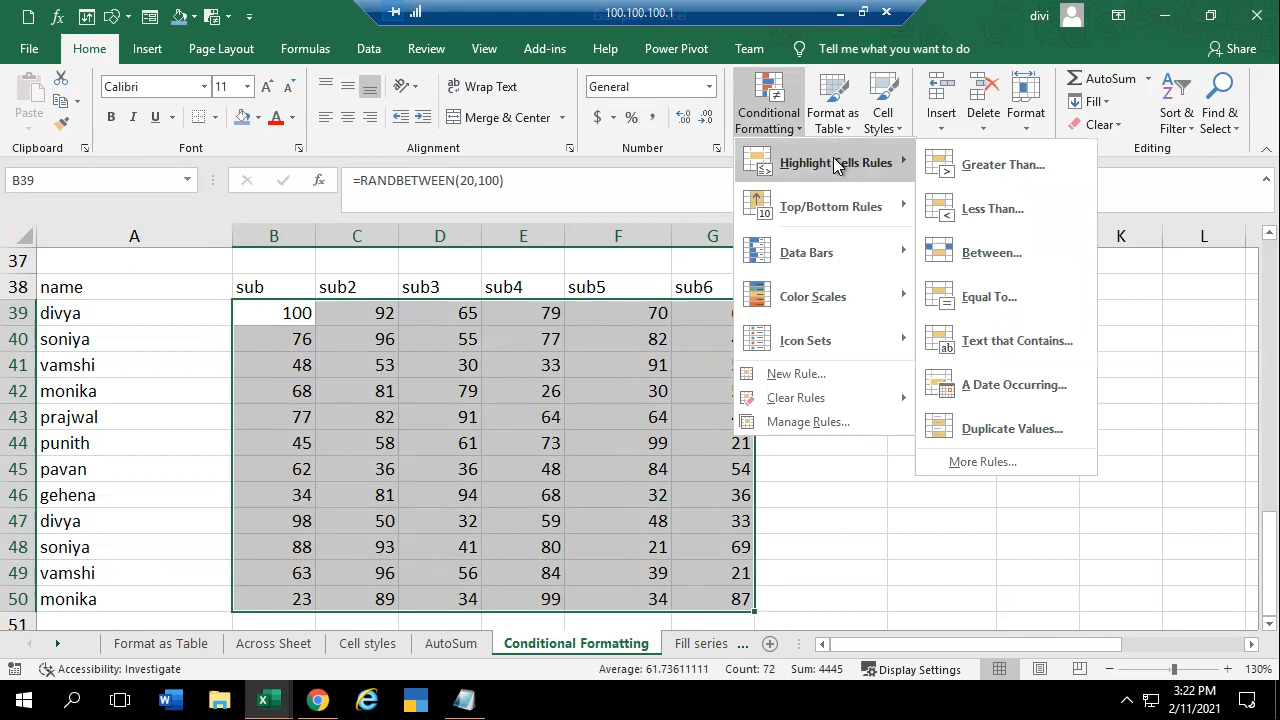 100.100.100.1
divi
File Home Insert Page Layout Formulas Data Review View Add-ins Help Power Pivot Team Tell me what you want to do Share
Calibri 11 Wrap Text General AutoSum
Paste B I U Merge & Center $ % , Conditional Formatting Format as Table Cell Styles Insert Delete Format Fill Clear Sort & Filter Find & Select
Clipboard Font Alignment Number Editing
B39 fx =RANDBETWEEN(20,100)
Highlight Cells Rules
Top/Bottom Rules
Data Bars
Color Scales
Icon Sets
New Rule...
Clear Rules
Manage Rules...
Greater Than...
Less Than...
Between...
Equal To...
Text that Contains...
A Date Occurring...
Duplicate Values...
More Rules...
A B C D E F G K L
37
38 name sub sub2 sub3 sub4 sub5 sub6
39 divya 100 92 65 79 70
40 soniya 76 96 55 77 82
41 vamshi 48 53 30 33 91
42 monika 68 81 79 26 30
43 prajwal 77 82 91 64 64
44 punith 45 58 61 73 99 21
45 pavan 62 36 36 48 84 54
46 gehena 34 81 94 68 32 36
47 divya 98 50 32 59 48 33
48 soniya 88 93 41 80 21 69
49 vamshi 63 96 56 84 39 21
50 monika 23 89 34 99 34 87
51
Format as Table Across Sheet Cell styles AutoSum Conditional Formatting Fill series ...
Accessibility: Investigate Average: 61.73611111 Count: 72 Sum: 4445 Display Settings 130%
3:22 PM
2/11/2021